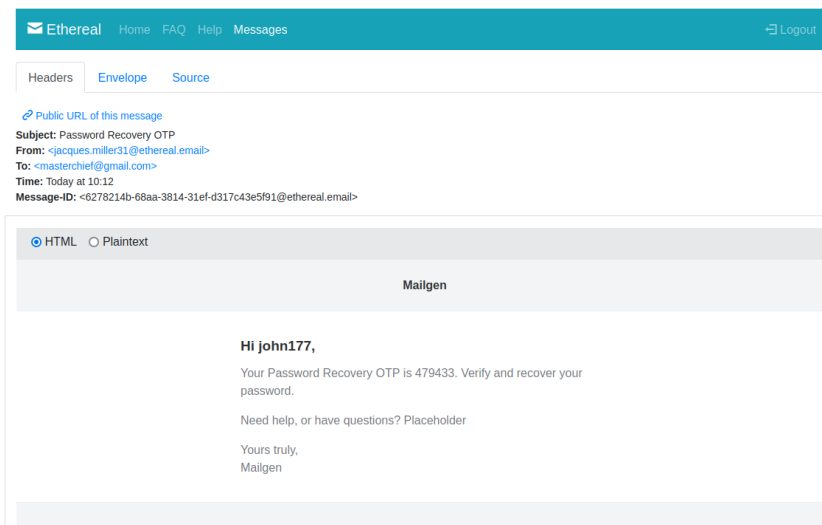 Ethereal Home FAQ Help Messages Logout
Headers Envelope Source
Public URL of this message
Subject: Password Recovery OTP
From: <jacques.miller31@ethereal.email>
To: <masterchief@gmail.com>
Time: Today at 10:12
Message-ID: <6278214b-68aa-3814-31ef-d317c43e5f91@ethereal.email>
HTML Plaintext
Mailgen
Hi john177,
Your Password Recovery OTP is 479433. Verify and recover your
password.
Need help, or have questions? Placeholder
Yours truly,
Mailgen